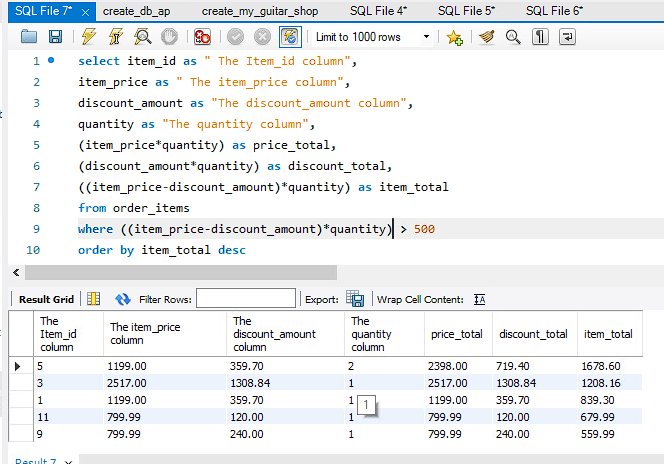 SQL File 7* × create_db_ap create_my_guitar_shop SQL File 4* SQL File 5* SQL File 6*
Limit to 1000 rows
1 select item_id as " The Item_id column",
2 item_price as " The item_price column",
3 discount_amount as "The discount_amount column",
4 quantity as "The quantity column",
5 (item_price*quantity) as price_total,
6 (discount_amount*quantity) as discount_total,
7 ((item_price-discount_amount)*quantity) as item_total
8 from order_items
9 where ((item_price-discount_amount)*quantity) > 500
10 order by item_total desc
Result Grid Filter Rows: Export: Wrap Cell Content: IA
The Item_id column The item_price column The discount_amount column The quantity column price_total discount_total item_total
5 1199.00 359.70 2 2398.00 719.40 1678.60
3 2517.00 1308.84 1 2517.00 1308.84 1208.16
1 1199.00 359.70 1 1199.00 359.70 839.30
1
11 799.99 120.00 1 799.99 120.00 679.99
9 799.99 240.00 1 799.99 240.00 559.99
Result 7